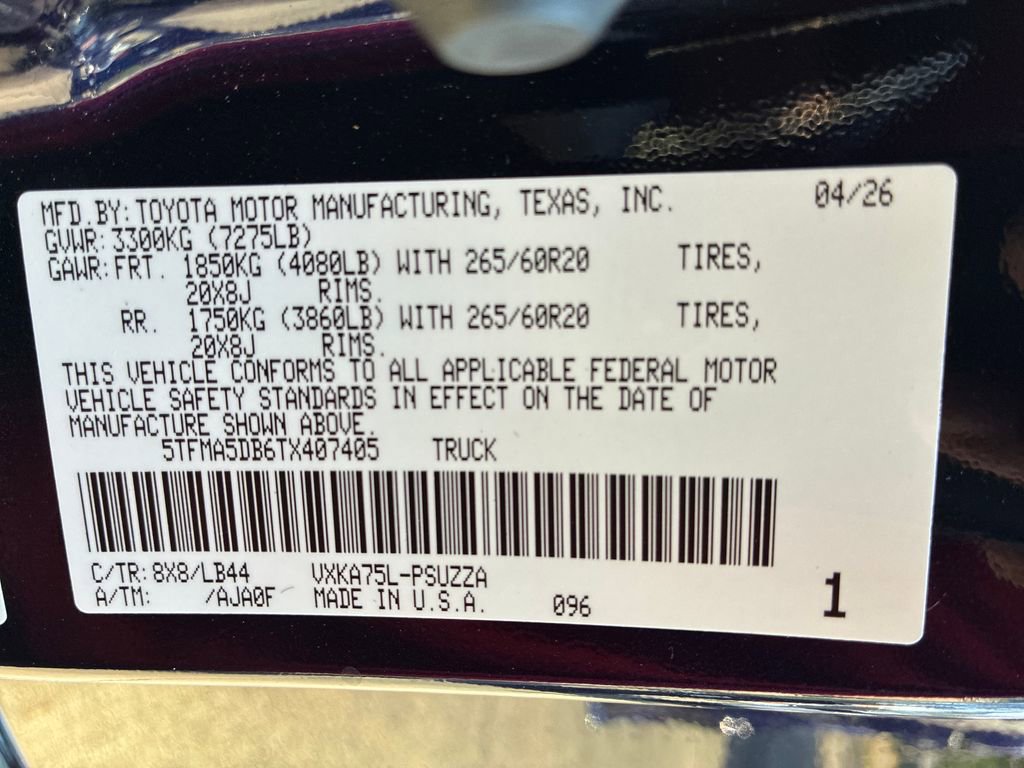 MFD.BY: TOYOTA MOTOR MANUFACTURING, TEXAS, INC. 04/26
GVWR: 3300KG (7275LB)
GAWR: FRT. 1850KG (4080LB) WITH 265/60R20 TIRES,
20X8J RIMS.
RR. 1750KG (3860LB) WITH 265/60R20 TIRES,
20X8J RIMS.
THIS VEHICLE CONFORMS TO ALL APPLICABLE FEDERAL MOTOR
VEHICLE SAFETY STANDARDS IN EFFECT ON THE DATE OF
MANUFACTURE SHOWN ABOVE.
5TFMA5DB6TX407405 TRUCK
C/TR: 8X8/LB44 VXKA75L-PSUZZA
A/TM: /AJA0F MADE IN U.S.A. 096 1